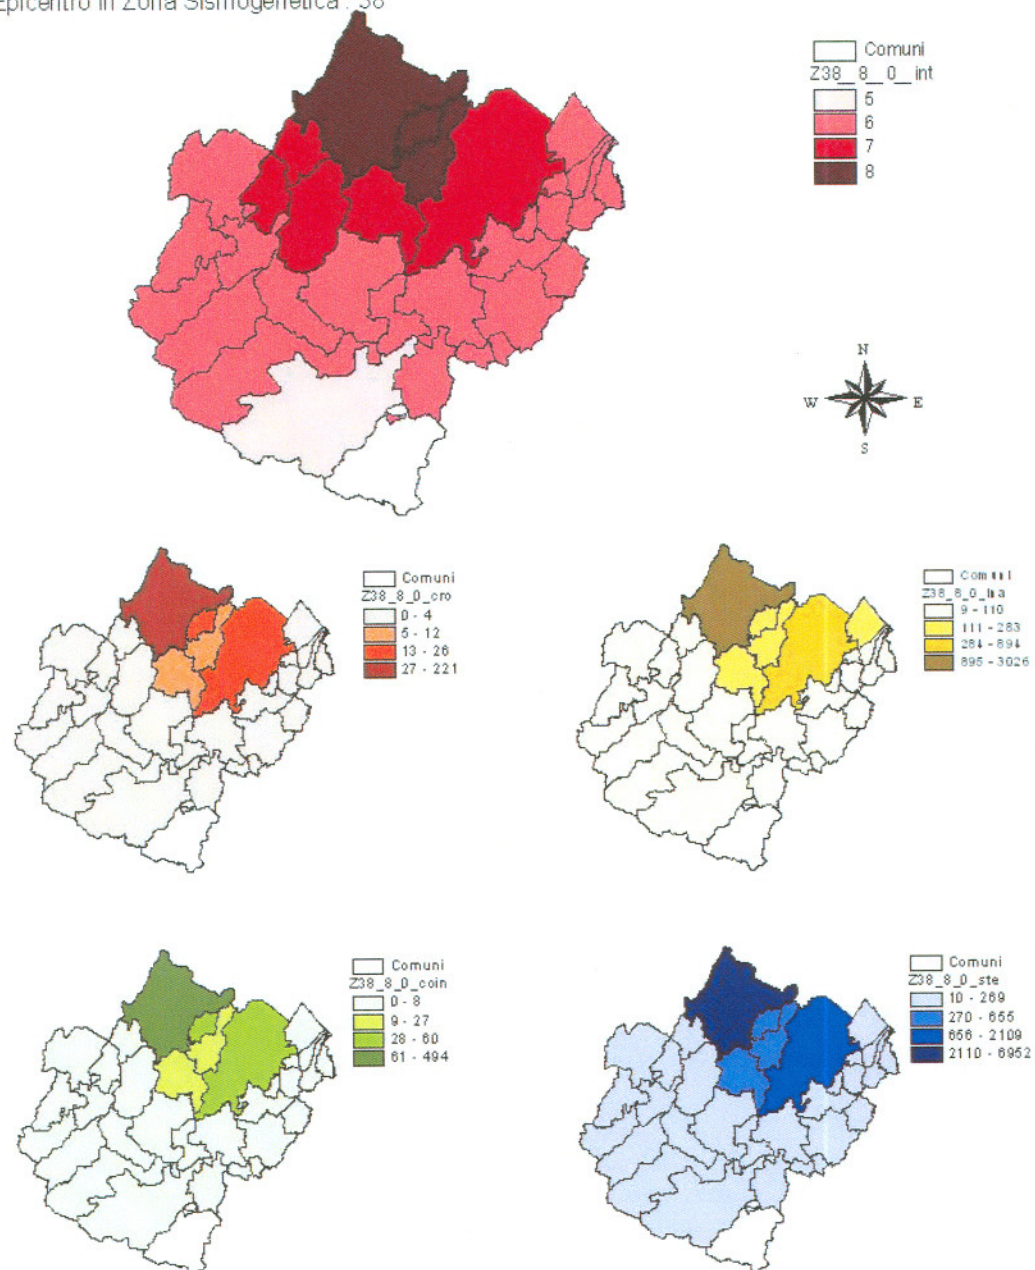 Epicentro in Zona Sismogenetica : 38
Comuni
Z38__8__0__int
5
6
7
8
N
W
E
S
Comuni
Z38_8_0_cro
0 - 4
5 - 12
13 - 26
27 - 221
Comuni
9 - 110
111 - 283
284 - 894
895 - 3026
Comuni
Z38_8_0_coin
0 - 8
9 - 27
28 - 60
61 - 494
Comuni
Z38_8_0_ste
10 - 269
270 - 655
656 - 2109
2110 - 6952